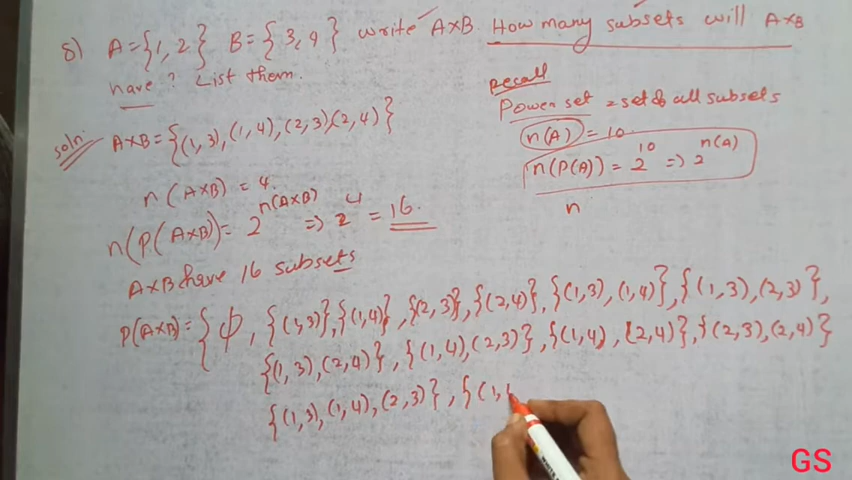 8) A={1,2} B={3,4} write A×B. How many subsets will A×B
have? List them.
recall
Power set = set of all subsets
n(A) = 10
n(P(A)) = 2^10 => 2^n(A)
n
soln:
A×B={(1,3),(1,4),(2,3),(2,4)}
n(A×B)=4.
n(P(A×B)=2^n(A×B) => 2^4 = 16.
A×B have 16 subsets
P(A×B)={ϕ, {(1,3)},{(1,4)},{(2,3)},{(2,4)},{(1,3),(1,4)},{(1,3),(2,3)},
{(1,3),(2,4)}, {(1,4),(2,3)},{(1,4),(2,4)},{(2,3),(2,4)}
{(1,3),(1,4),(2,3)},{(1,
GS